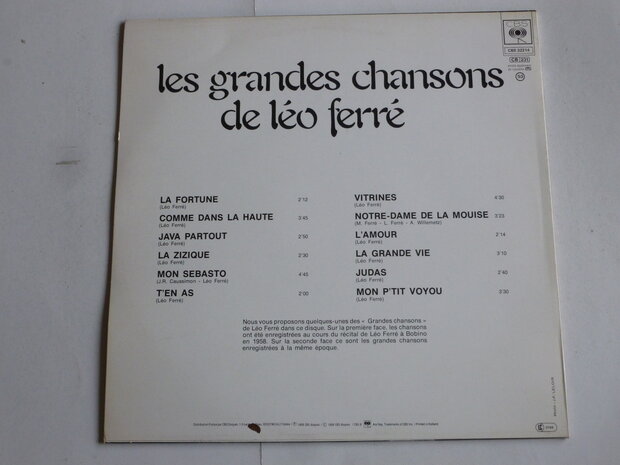 CBS
CBS 32214
CB 231
les grandes chansons
de léo ferré
LA FORTUNE 2'12
(Léo Ferré)
COMME DANS LA HAUTE 3'45
(Léo Ferré)
JAVA PARTOUT 2'50
(Léo Ferré)
LA ZIZIQUE 2'30
(Léo Ferré)
MON SEBASTO 4'45
(J.R. Caussimon - Léo Ferré)
T'EN AS 2'00
(Léo Ferré)
VITRINES 4'30
(Léo Ferré)
NOTRE-DAME DE LA MOUISE 3'23
(M. Ferré - L. Ferré - A. Willemetz)
L'AMOUR 2'14
(Léo Ferré)
LA GRANDE VIE 3'10
(Léo Ferré)
JUDAS 2'40
(Léo Ferré)
MON P'TIT VOYOU 3'30
(Léo Ferré)
Nous vous proposons quelques-unes des « Grandes chansons »
de Léo Ferré dans ce disque. Sur la première face, les chansons
ont été enregistrées au cours du récital de Léo Ferré à Bobino
en 1958. Sur la seconde face ce sont les grandes chansons
enregistrées à la même époque.